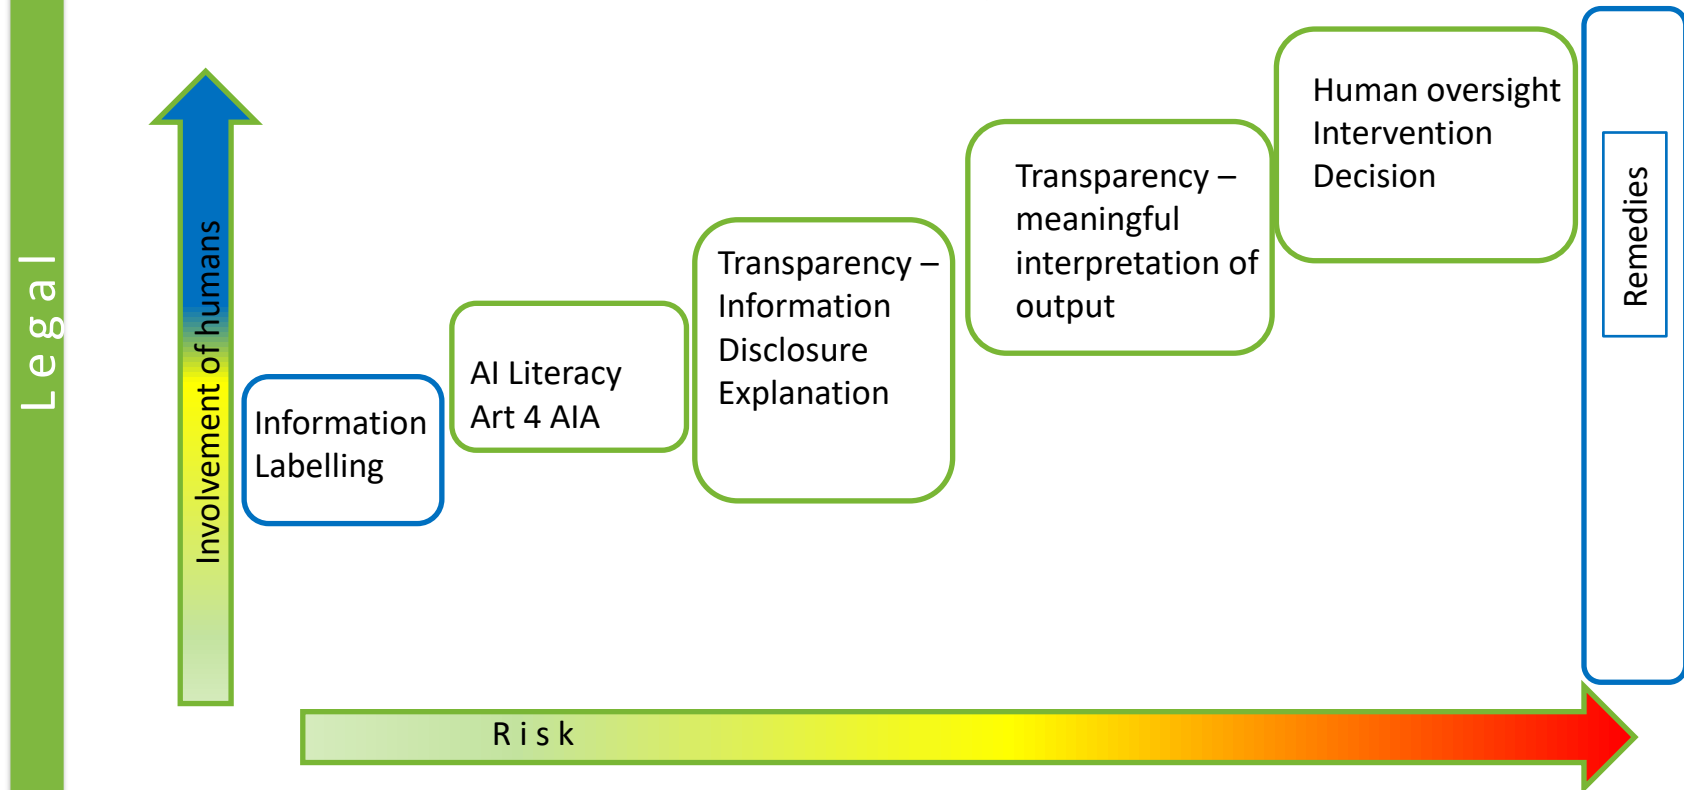 Legal
Involvement of humans
Information
Labelling
AI Literacy
Art 4 AIA
Transparency –
Information
Disclosure
Explanation
Transparency –
meaningful
interpretation of
output
Human oversight
Intervention
Decision
Remedies
Risk